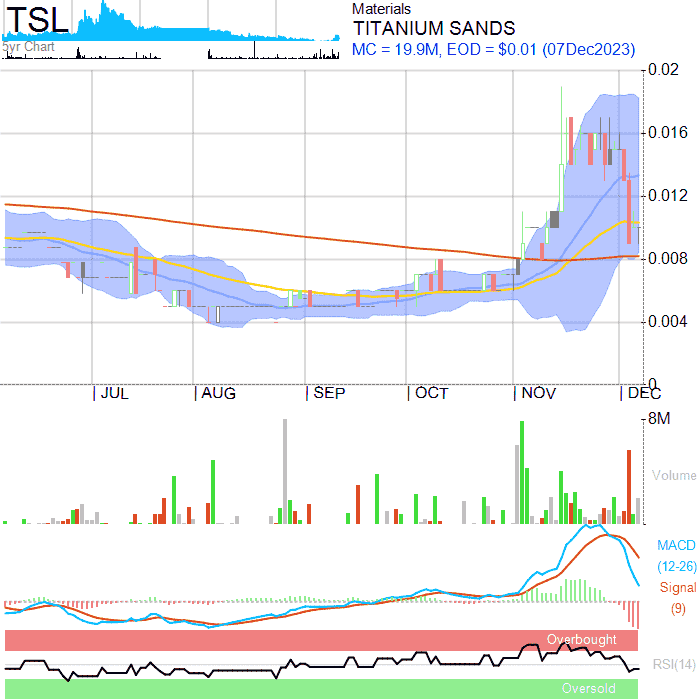 TSL
5yr Chart
Materials
TITANIUM SANDS
MC = 19.9M, EOD = $0.01 (07Dec2023)
0.02
0.016
0.012
0.008
0.004
0
JUL AUG SEP OCT NOV DEC
8M
Volume
MACD
(12-26)
Signal
(9)
Overbought
RSI(14)
Oversold